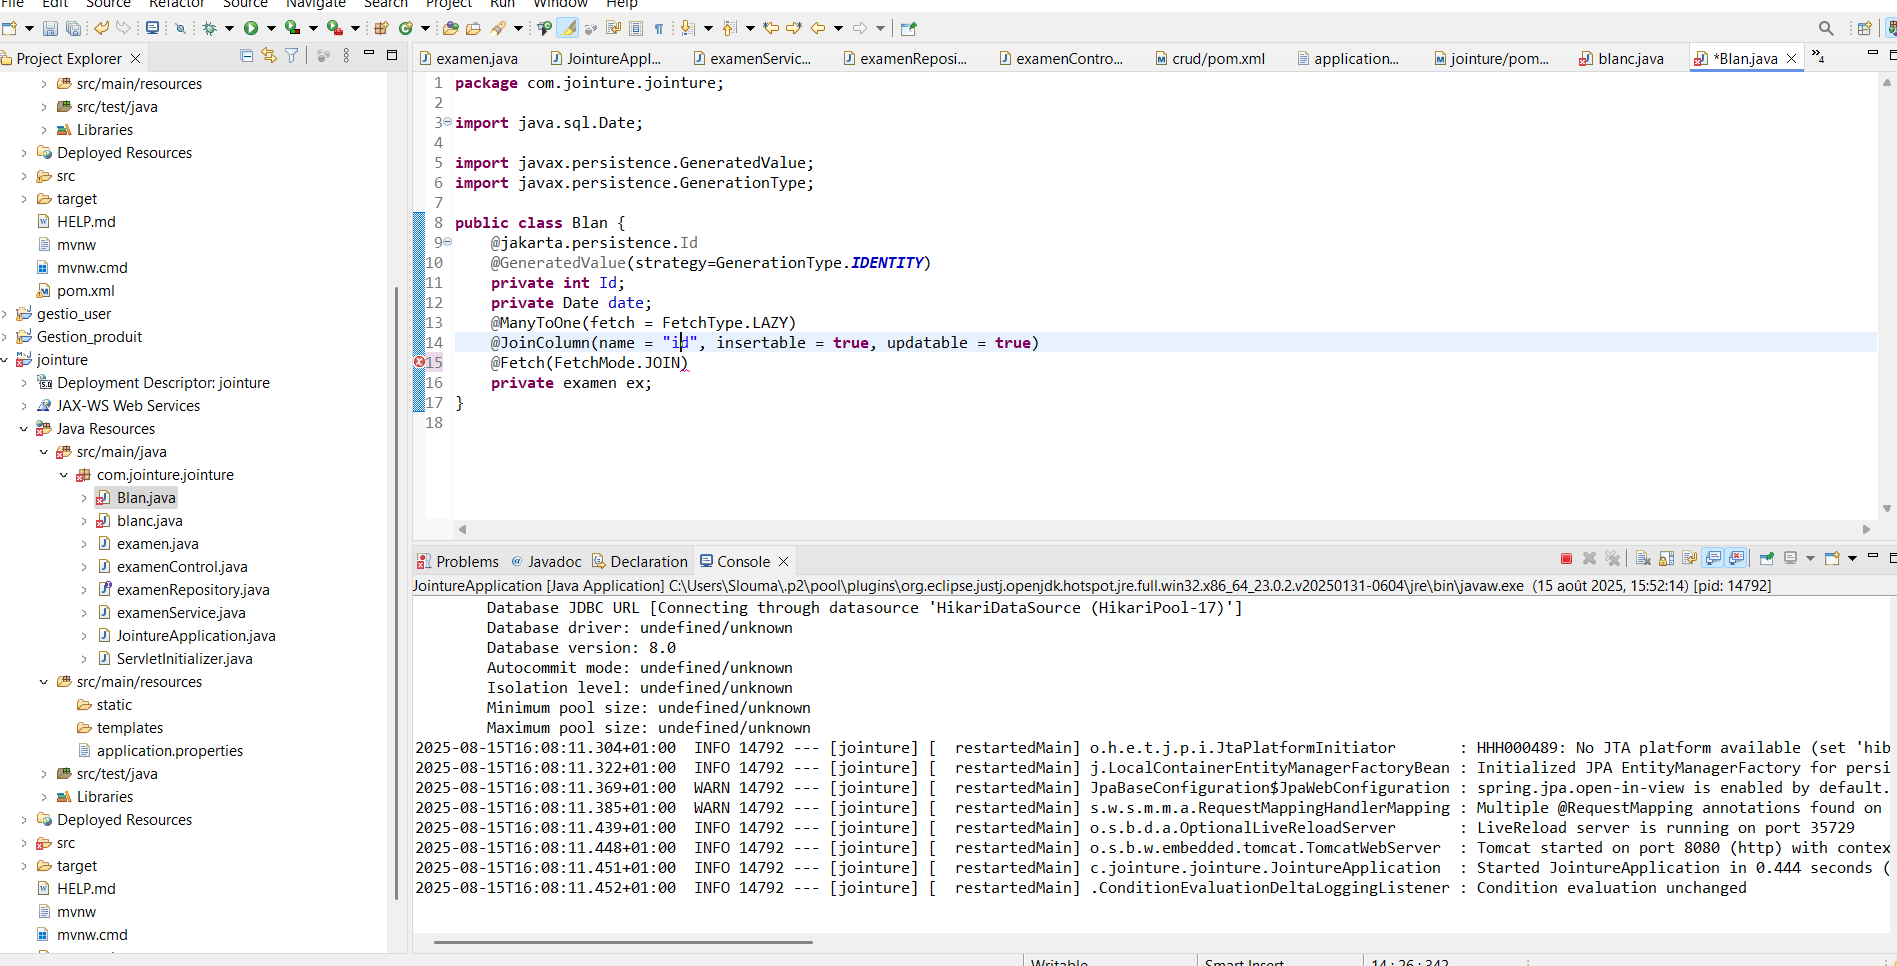 File Edit Source Refactor Source Navigate Search Project Run Window Help
Project Explorer
src/main/resources
src/test/java
Libraries
Deployed Resources
src
target
HELP.md
mvnw
mvnw.cmd
pom.xml
gestio_user
Gestion_produit
jointure
Deployment Descriptor: jointure
JAX-WS Web Services
Java Resources
src/main/java
com.jointure.jointure
Blan.java
blanc.java
examen.java
examenControl.java
examenRepository.java
examenService.java
JointureApplication.java
ServletInitializer.java
src/main/resources
static
templates
application.properties
src/test/java
Libraries
Deployed Resources
src
target
HELP.md
mvnw
mvnw.cmd
examen.java JointureAppl... examenServic... examenReposi... examenContro... crud/pom.xml application... jointure/pom... blanc.java *Blan.java »4
1 package com.jointure.jointure;
2
3 import java.sql.Date;
4
5 import javax.persistence.GeneratedValue;
6 import javax.persistence.GenerationType;
7
8 public class Blan {
9 @jakarta.persistence.Id
10 @GeneratedValue(strategy=GenerationType.IDENTITY)
11 private int Id;
12 private Date date;
13 @ManyToOne(fetch = FetchType.LAZY)
14 @JoinColumn(name = "id", insertable = true, updatable = true)
15 @Fetch(FetchMode.JOIN)
16 private examen ex;
17 }
18
Problems Javadoc Declaration Console
JointureApplication [Java Application] C:\Users\Slouma\.p2\pool\plugins\org.eclipse.justj.openjdk.hotspot.jre.full.win32.x86_64_23.0.2.v20250131-0604\jre\bin\javaw.exe (15 août 2025, 15:52:14) [pid: 14792]
Database JDBC URL [Connecting through datasource 'HikariDataSource (HikariPool-17)']
Database driver: undefined/unknown
Database version: 8.0
Autocommit mode: undefined/unknown
Isolation level: undefined/unknown
Minimum pool size: undefined/unknown
Maximum pool size: undefined/unknown
2025-08-15T16:08:11.304+01:00 INFO 14792 --- [jointure] [ restartedMain] o.h.e.t.j.p.i.JtaPlatformInitiator : HHH000489: No JTA platform available (set 'hib
2025-08-15T16:08:11.322+01:00 INFO 14792 --- [jointure] [ restartedMain] j.LocalContainerEntityManagerFactoryBean : Initialized JPA EntityManagerFactory for persi
2025-08-15T16:08:11.369+01:00 WARN 14792 --- [jointure] [ restartedMain] JpaBaseConfiguration$JpaWebConfiguration : spring.jpa.open-in-view is enabled by default.
2025-08-15T16:08:11.385+01:00 WARN 14792 --- [jointure] [ restartedMain] s.w.s.m.m.a.RequestMappingHandlerMapping : Multiple @RequestMapping annotations found on
2025-08-15T16:08:11.439+01:00 INFO 14792 --- [jointure] [ restartedMain] o.s.b.d.a.OptionalLiveReloadServer : LiveReload server is running on port 35729
2025-08-15T16:08:11.448+01:00 INFO 14792 --- [jointure] [ restartedMain] o.s.b.w.embedded.tomcat.TomcatWebServer : Tomcat started on port 8080 (http) with contex
2025-08-15T16:08:11.451+01:00 INFO 14792 --- [jointure] [ restartedMain] c.jointure.jointure.JointureApplication : Started JointureApplication in 0.444 seconds (
2025-08-15T16:08:11.452+01:00 INFO 14792 --- [jointure] [ restartedMain] .ConditionEvaluationDeltaLoggingListener : Condition evaluation unchanged
Writable Smart Insert 14 : 26 : 342